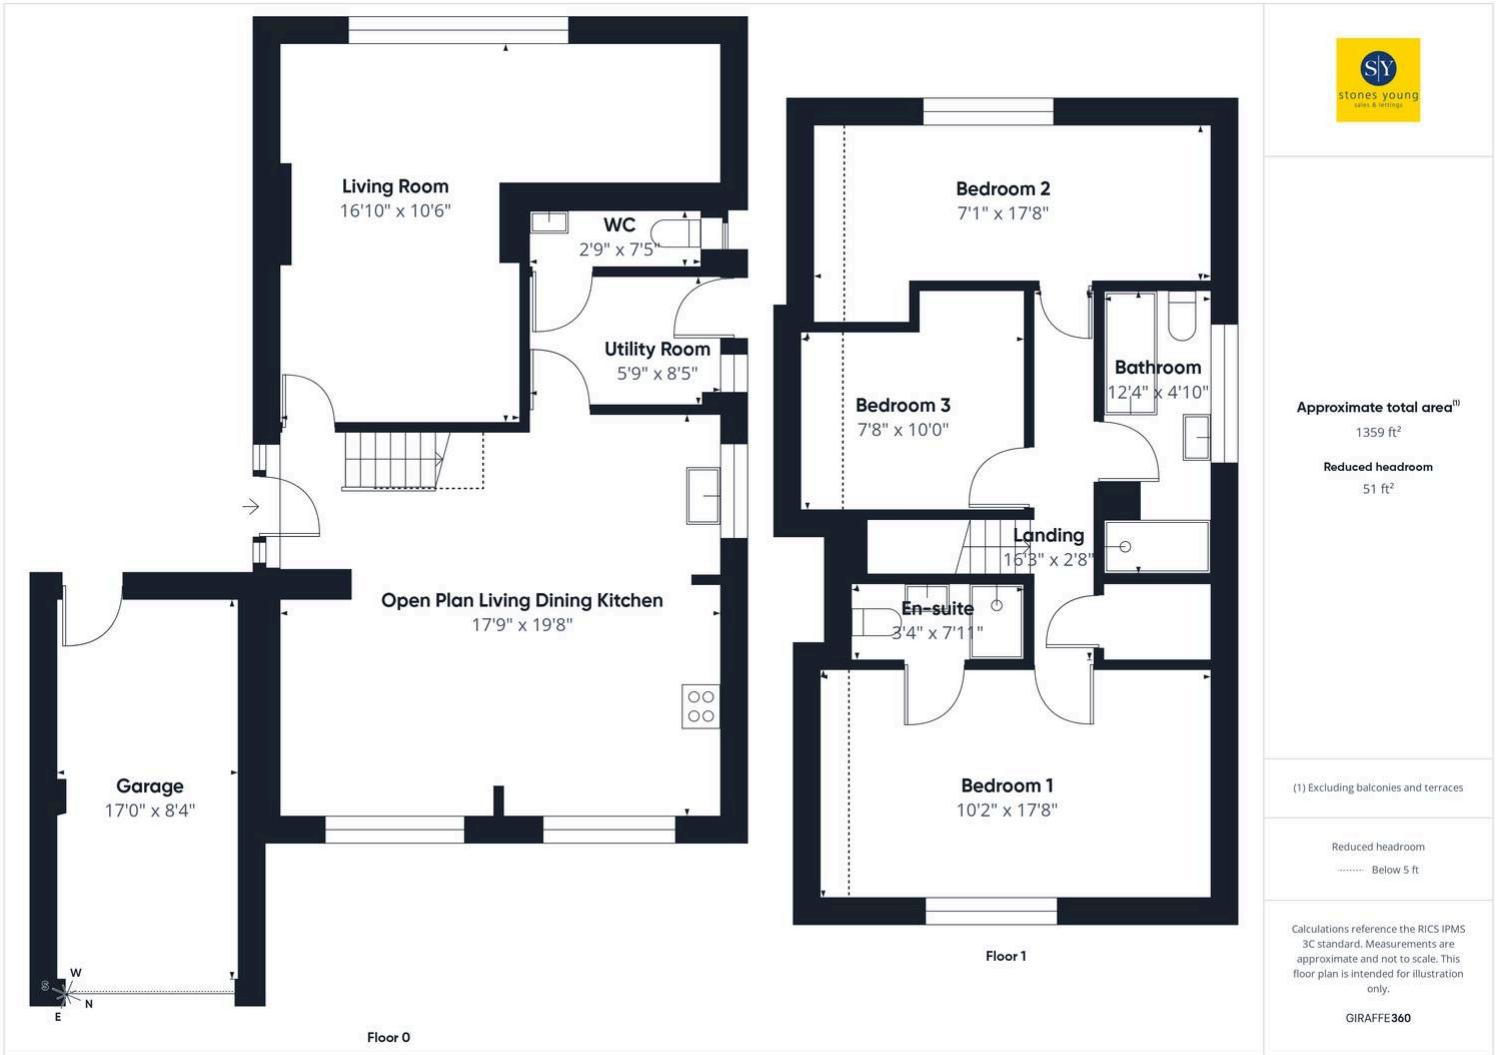 Living Room
16'10" x 10'6"
WC
2'9" x 7'5"
Utility Room
5'9" x 8'5"
Open Plan Living Dining Kitchen
17'9" x 19'8"
Garage
17'0" x 8'4"
S
W
N
E
Floor 0
Bedroom 2
7'1" x 17'8"
Bedroom 3
7'8" x 10'0"
Bathroom
12'4" x 4'10"
Landing
16'3" x 2'8"
En-suite
3'4" x 7'11"
Bedroom 1
10'2" x 17'8"
Floor 1
S|Y
stones young
sales & lettings
Approximate total area⁽¹⁾
1359 ft²
Reduced headroom
51 ft²
(1) Excluding balconies and terraces
Reduced headroom
Below 5 ft
Calculations reference the RICS IPMS
3C standard. Measurements are
approximate and not to scale. This
floor plan is intended for illustration
only.
GIRAFFE360